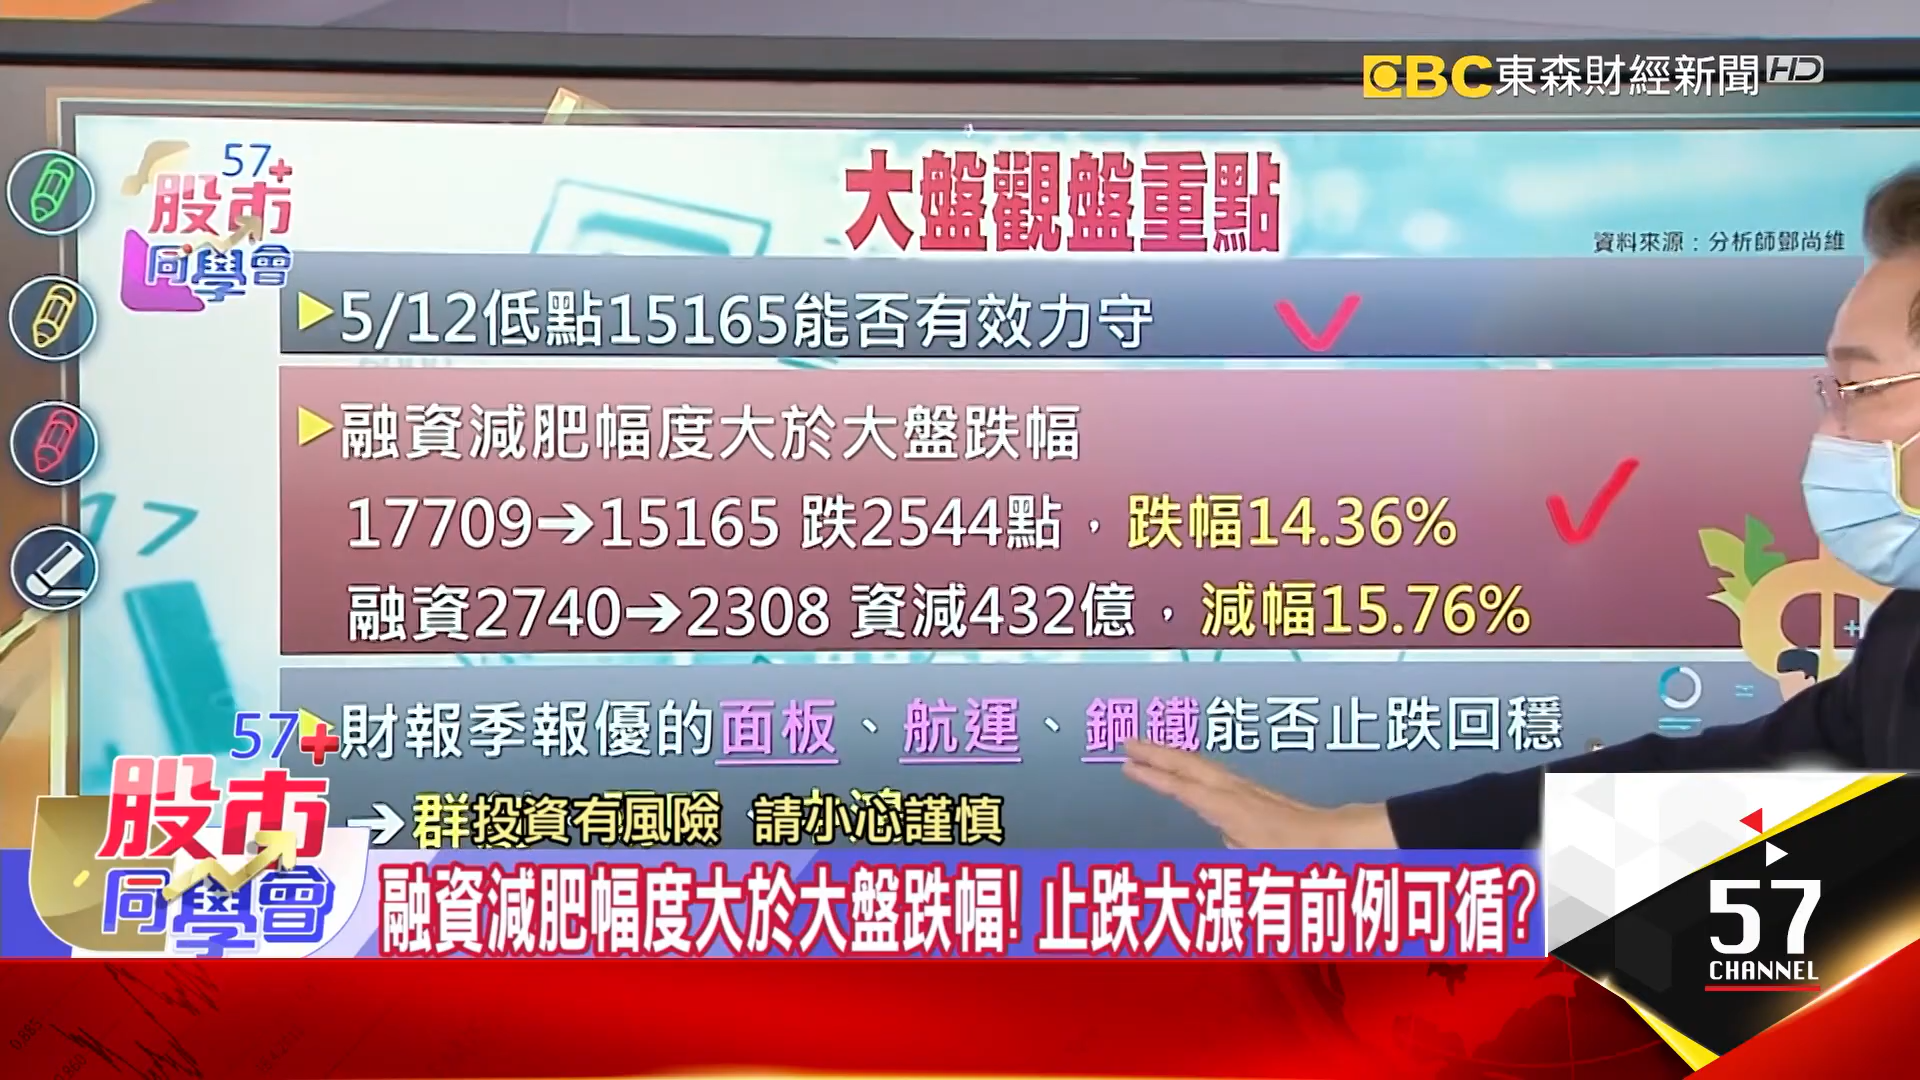 EBC東森財經新聞HD
57+
股市
同學會
大盤觀盤重點
資料來源：分析師鄧尚維
5/12低點15165能否有效力守
融資減肥幅度大於大盤跌幅
17709→15165 跌2544點，跌幅14.36%
融資2740→2308 資減432億，減幅15.76%
財報季報優的面板、航運、鋼鐵能否止跌回穩
→群
投資有風險 請小心謹慎
57+
股市
同學會
融資減肥幅度大於大盤跌幅! 止跌大漲有前例可循?
57
CHANNEL